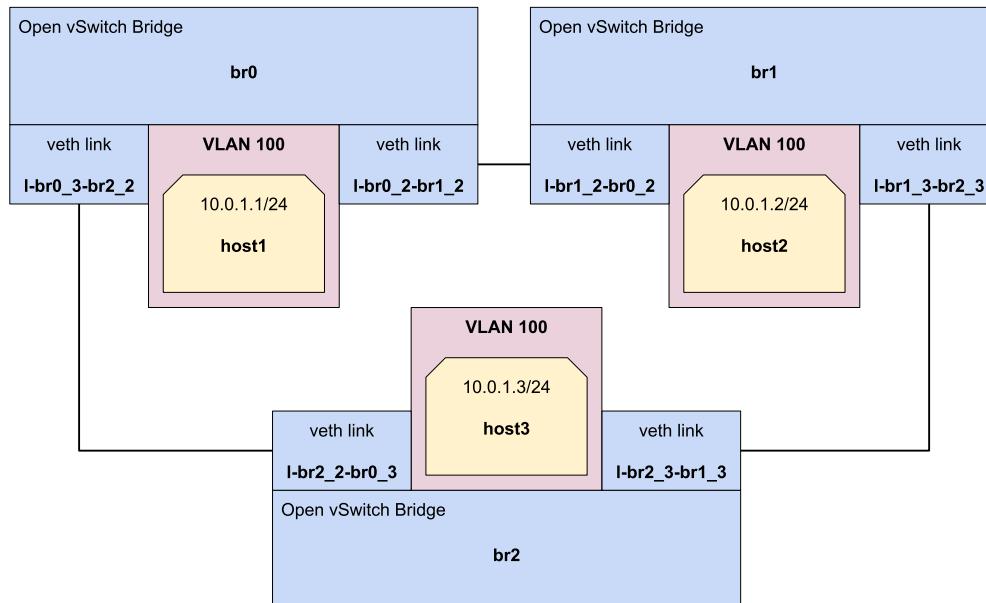 Open vSwitch Bridge
br0
veth link
l-br0_3-br2_2
VLAN 100
10.0.1.1/24
host1
veth link
l-br0_2-br1_2
Open vSwitch Bridge
br1
veth link
l-br1_2-br0_2
VLAN 100
10.0.1.2/24
host2
veth link
l-br1_3-br2_3
VLAN 100
10.0.1.3/24
host3
veth link
l-br2_2-br0_3
veth link
l-br2_3-br1_3
Open vSwitch Bridge
br2